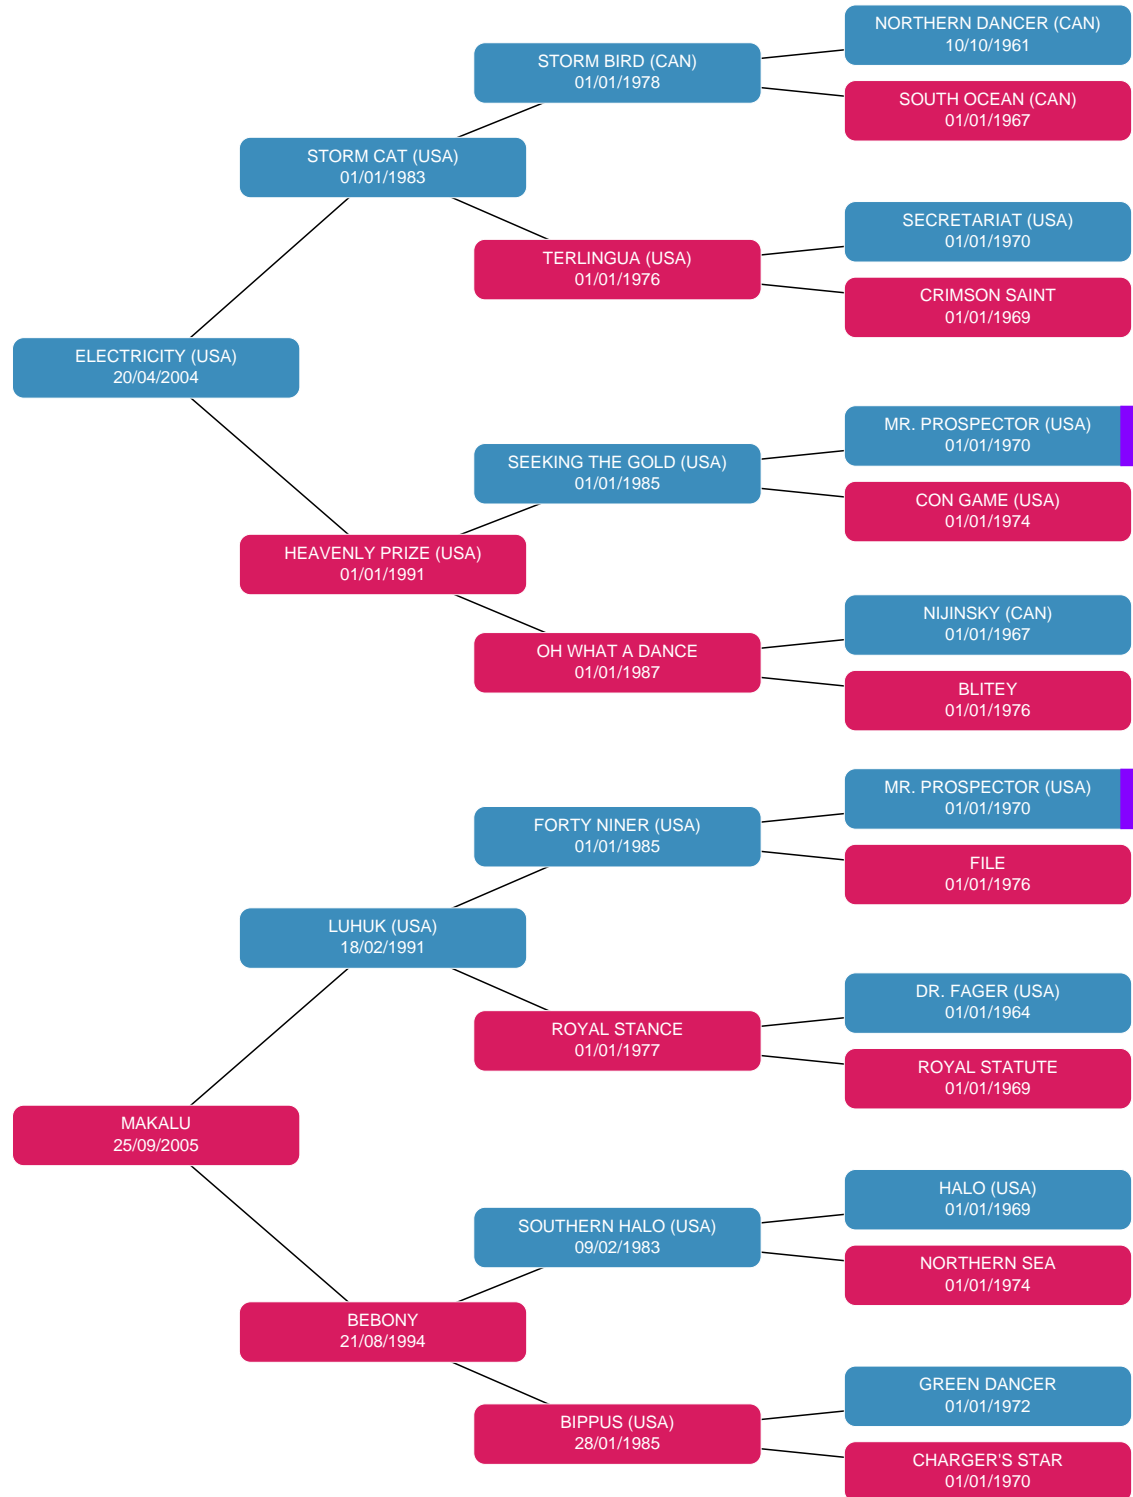 NORTHERN DANCER (CAN)
10/10/1961
STORM BIRD (CAN)
01/01/1978
SOUTH OCEAN (CAN)
01/01/1967
STORM CAT (USA)
01/01/1983
SECRETARIAT (USA)
01/01/1970
TERLINGUA (USA)
01/01/1976
CRIMSON SAINT
01/01/1969
ELECTRICITY (USA)
20/04/2004
MR. PROSPECTOR (USA)
01/01/1970
SEEKING THE GOLD (USA)
01/01/1985
CON GAME (USA)
01/01/1974
HEAVENLY PRIZE (USA)
01/01/1991
NIJINSKY (CAN)
01/01/1967
OH WHAT A DANCE
01/01/1987
BLITEY
01/01/1976
MR. PROSPECTOR (USA)
01/01/1970
FORTY NINER (USA)
01/01/1985
FILE
01/01/1976
LUHUK (USA)
18/02/1991
DR. FAGER (USA)
01/01/1964
ROYAL STANCE
01/01/1977
ROYAL STATUTE
01/01/1969
MAKALU
25/09/2005
HALO (USA)
01/01/1969
SOUTHERN HALO (USA)
09/02/1983
NORTHERN SEA
01/01/1974
BEBONY
21/08/1994
GREEN DANCER
01/01/1972
BIPPUS (USA)
28/01/1985
CHARGER'S STAR
01/01/1970